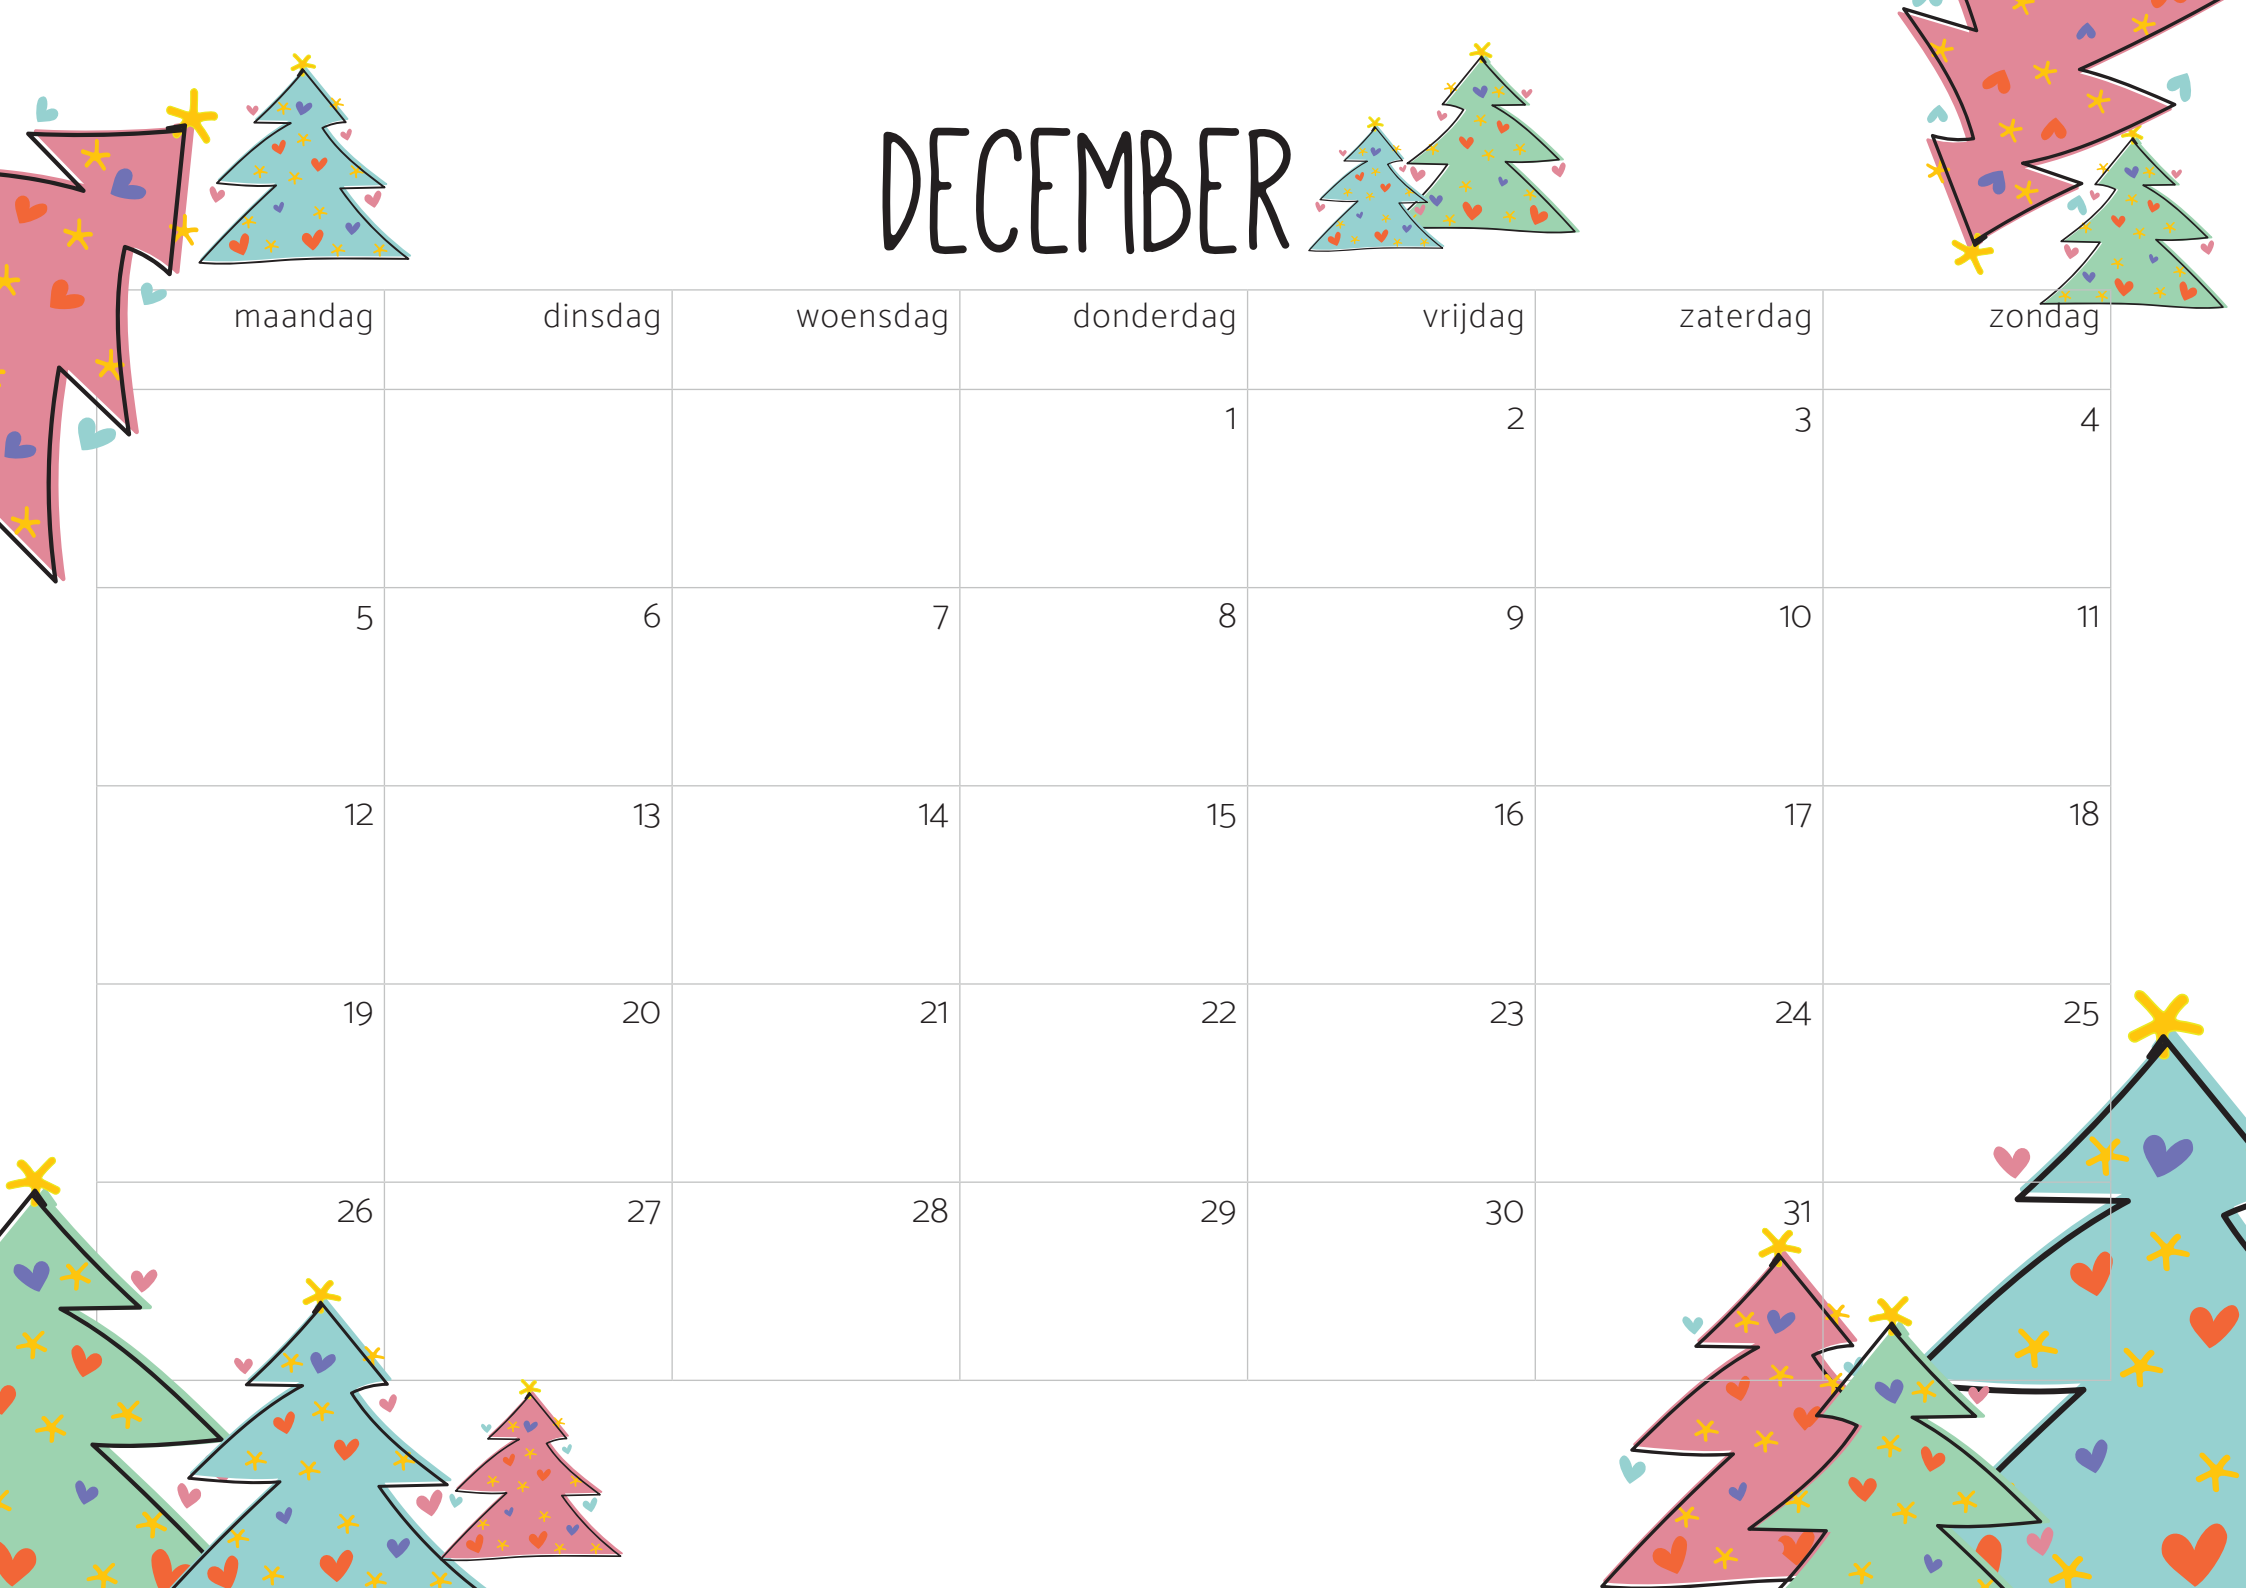 DECEMBER
maandag dinsdag woensdag donderdag vrijdag zaterdag zondag
1 2 3 4
5 6 7 8 9 10 11
12 13 14 15 16 17 18
19 20 21 22 23 24 25
26 27 28 29 30 31